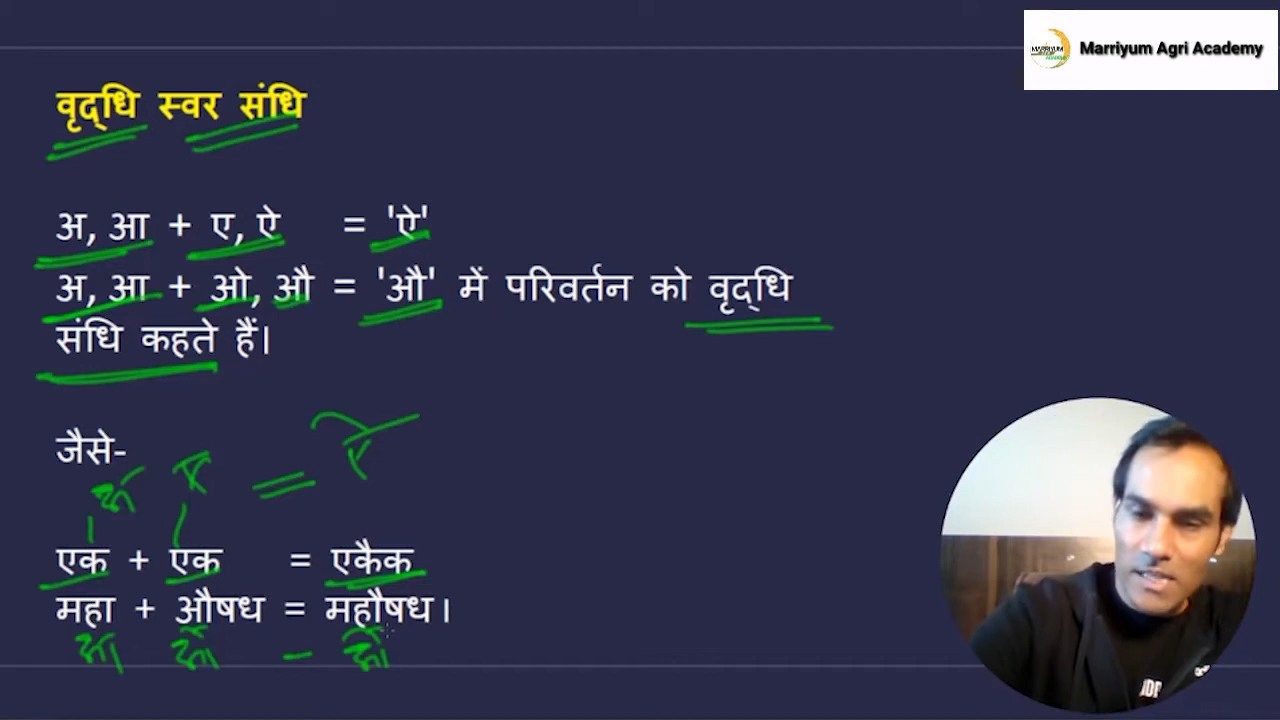 Marriyum Agri Academy
वृद्धि स्वर संधि
अ, आ + ए, ऐ = 'ऐ'
अ, आ + ओ, औ = 'औ' में परिवर्तन को वृद्धि
संधि कहते हैं।
जैसे-
अ ए = ऐ
एक + एक = एकैक
महा + औषध = महौषध।
आ औ - औ